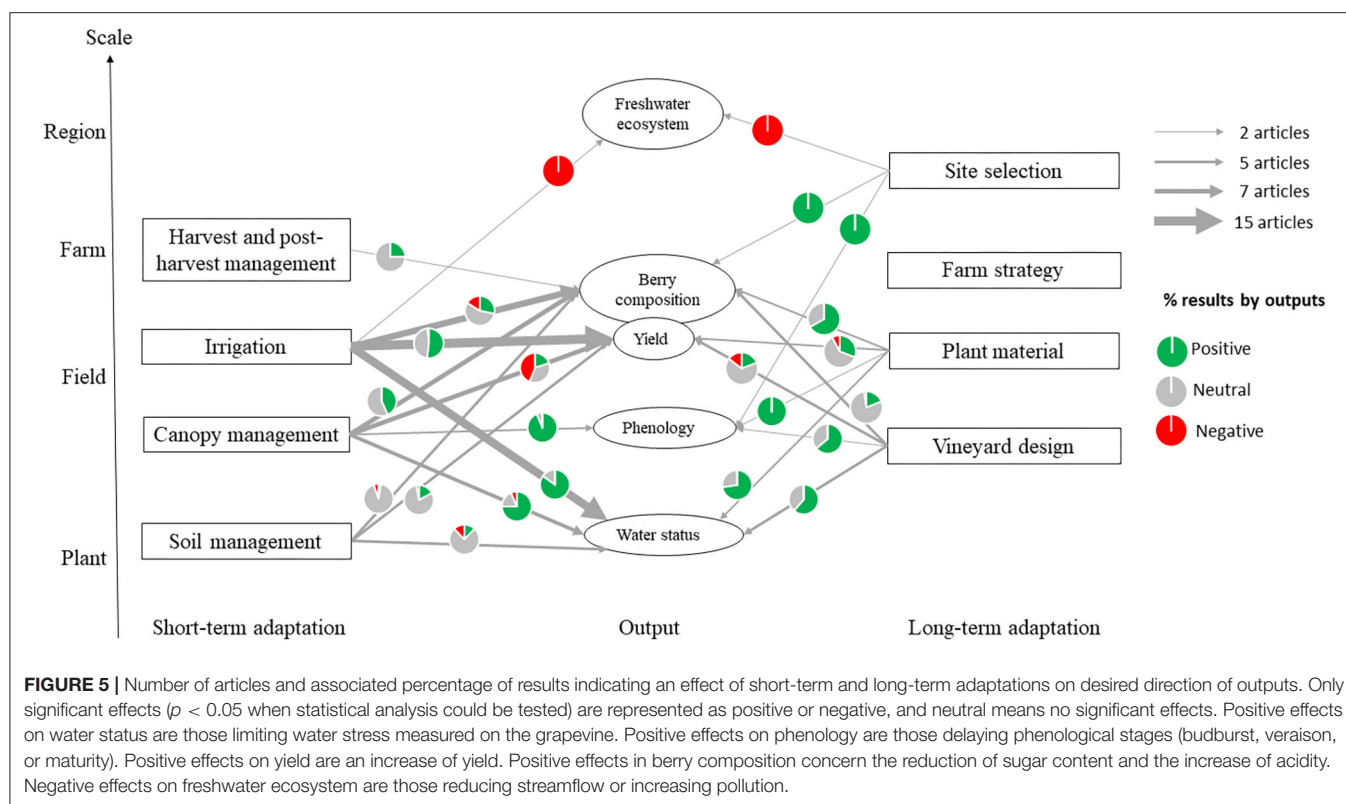 Scale
Region
Farm
Field
Plant
Harvest and post-
harvest management
Irrigation
Canopy management
Soil management
Short-term adaptation
Freshwater
ecosystem
Berry
composition
Yield
Phenology
Water status
Output
Site selection
Farm strategy
Plant material
Vineyard design
Long-term adaptation
2 articles
5 articles
7 articles
15 articles
% results by outputs
Positive
Neutral
Negative
FIGURE 5 | Number of articles and associated percentage of results indicating an effect of short-term and long-term adaptations on desired direction of outputs. Only
significant effects (p < 0.05 when statistical analysis could be tested) are represented as positive or negative, and neutral means no significant effects. Positive effects
on water status are those limiting water stress measured on the grapevine. Positive effects on phenology are those delaying phenological stages (budburst, veraison,
or maturity). Positive effects on yield are an increase of yield. Positive effects in berry composition concern the reduction of sugar content and the increase of acidity.
Negative effects on freshwater ecosystem are those reducing streamflow or increasing pollution.